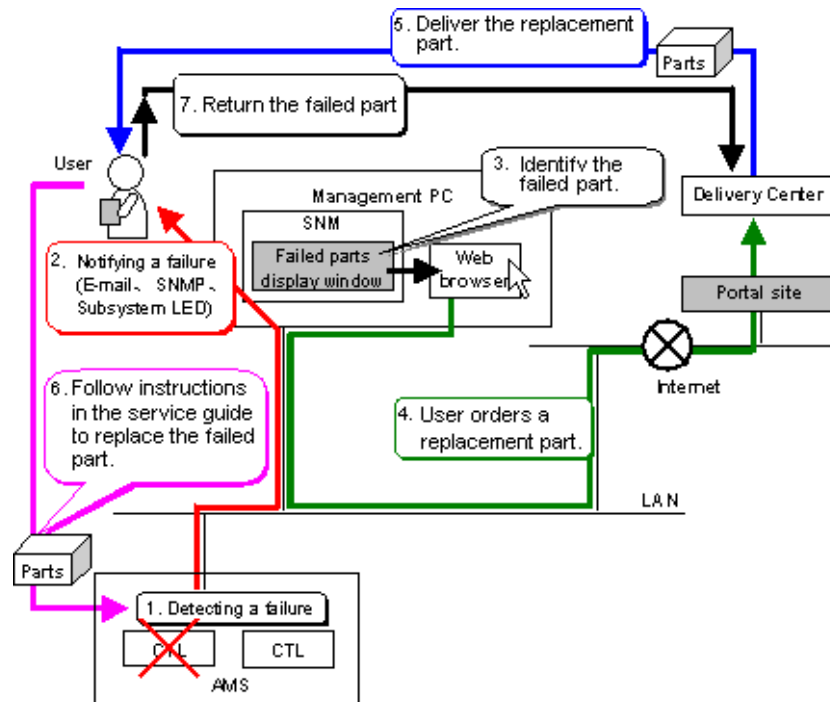 5. Deliver the replacement
part.
Parts
7. Return the failed part
User
3. Identify the
failed part.
Management PC
Delivery Center
SNM
Failed parts
display window
Web
browser
2. Notifying a failure
(E-mail、 SNMP、
Subsystem LED)
Portal site
Internet
6. Follow instructions
in the service guide
to replace the failed
part.
4. User orders a
replacement part.
LAN
Parts
1. Detecting a failure
CTL
CTL
AMS